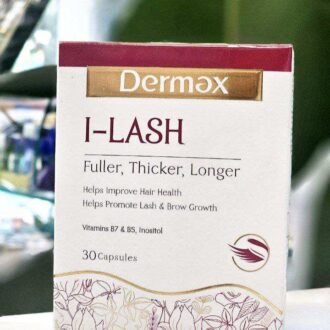 Dermax
I-LASH
Fuller, Thicker, Longer
Helps Improve Hair Health
Helps Promote Lash & Brow Growth
Vitamins B7 & B5, Inositol
30 Capsules